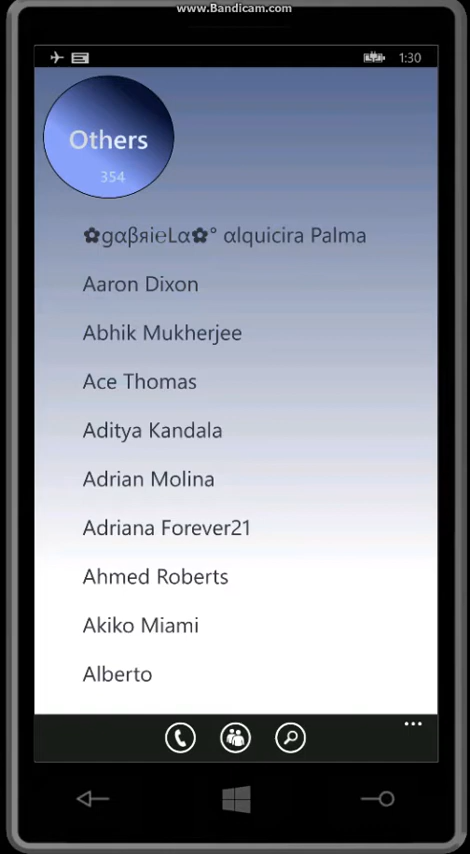 www.Bandicam.com
1:30
Others
354
✿gαβяiеLα✿° αlquicira Palma
Aaron Dixon
Abhik Mukherjee
Ace Thomas
Aditya Kandala
Adrian Molina
Adriana Forever21
Ahmed Roberts
Akiko Miami
Alberto